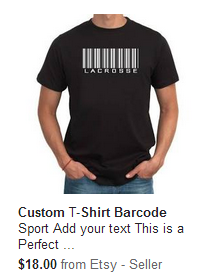 LACROSSE
Custom T-Shirt Barcode
Sport Add your text This is a
Perfect ...
$18.00 from Etsy - Seller